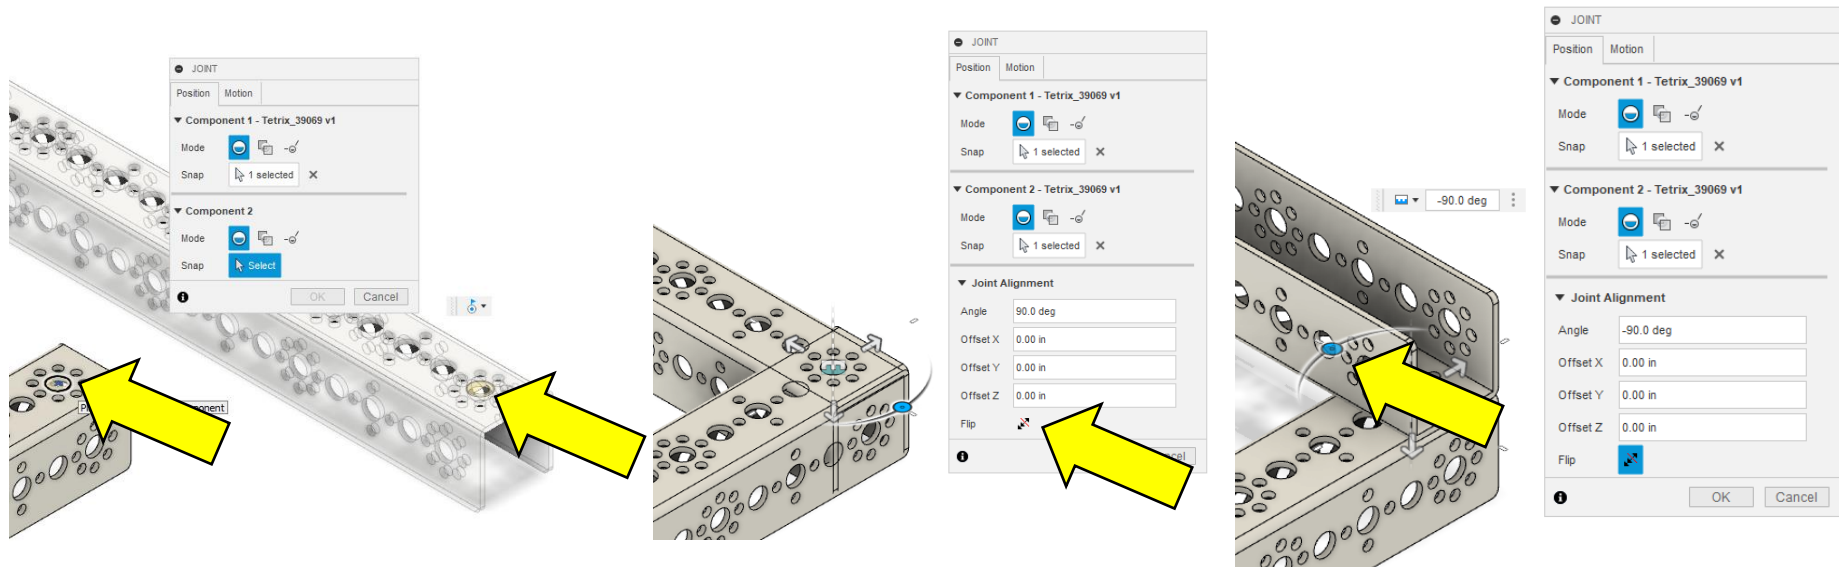 JOINT
Position Motion
Component 1 - Tetrix_39069 v1
Mode
Snap 1 selected
Component 2
Mode
Snap Select
OK Cancel
JOINT
Position Motion
Component 1 - Tetrix_39069 v1
Mode
Snap 1 selected
Component 2 - Tetrix_39069 v1
Mode
Snap 1 selected
Joint Alignment
Angle 90.0 deg
Offset X 0.00 in
Offset Y 0.00 in
Offset Z 0.00 in
Flip
-90.0 deg
JOINT
Position Motion
Component 1 - Tetrix_39069 v1
Mode
Snap 1 selected
Component 2 - Tetrix_39069 v1
Mode
Snap 1 selected
Joint Alignment
Angle -90.0 deg
Offset X 0.00 in
Offset Y 0.00 in
Offset Z 0.00 in
Flip
OK Cancel